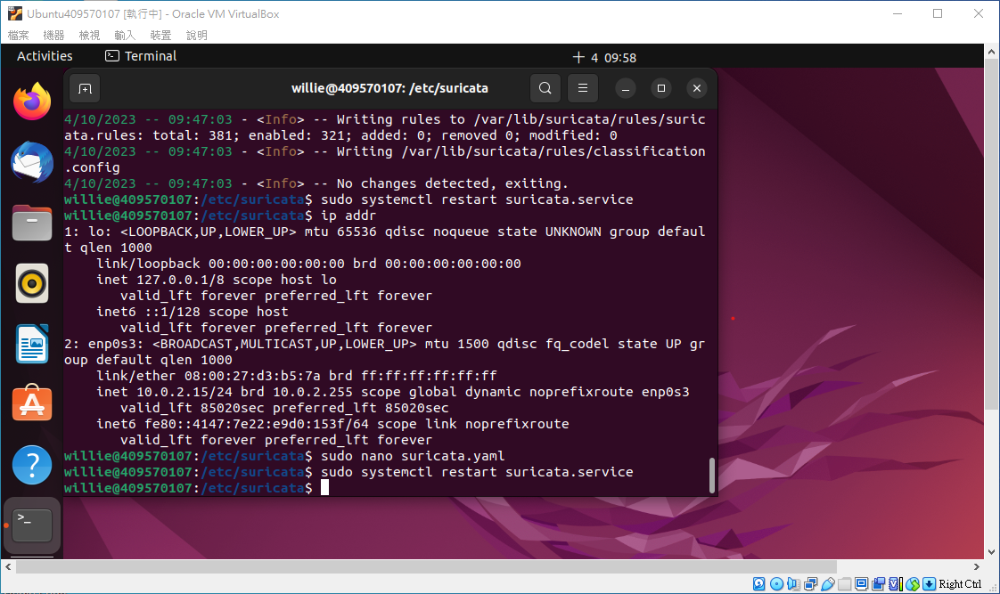 Ubuntu409570107 [執行中] - Oracle VM VirtualBox
檔案 機器 檢視 輸入 裝置 說明
Activities Terminal 十 4 09:58
willie@409570107: /etc/suricata
4/10/2023 -- 09:47:03 - <Info> -- Writing rules to /var/lib/suricata/rules/suric
ata.rules: total: 381; enabled: 321; added: 0; removed 0; modified: 0
4/10/2023 -- 09:47:03 - <Info> -- Writing /var/lib/suricata/rules/classification
.config
4/10/2023 -- 09:47:03 - <Info> -- No changes detected, exiting.
willie@409570107:/etc/suricata$ sudo systemctl restart suricata.service
willie@409570107:/etc/suricata$ ip addr
1: lo: <LOOPBACK,UP,LOWER_UP> mtu 65536 qdisc noqueue state UNKNOWN group defaul
t qlen 1000
link/loopback 00:00:00:00:00:00 brd 00:00:00:00:00:00
inet 127.0.0.1/8 scope host lo
valid_lft forever preferred_lft forever
inet6 ::1/128 scope host
valid_lft forever preferred_lft forever
2: enp0s3: <BROADCAST,MULTICAST,UP,LOWER_UP> mtu 1500 qdisc fq_codel state UP gr
oup default qlen 1000
link/ether 08:00:27:d3:b5:7a brd ff:ff:ff:ff:ff:ff
inet 10.0.2.15/24 brd 10.0.2.255 scope global dynamic noprefixroute enp0s3
valid_lft 85020sec preferred_lft 85020sec
inet6 fe80::4147:7e22:e9d0:153f/64 scope link noprefixroute
valid_lft forever preferred_lft forever
willie@409570107:/etc/suricata$ sudo nano suricata.yaml
willie@409570107:/etc/suricata$ sudo systemctl restart suricata.service
willie@409570107:/etc/suricata$
Right Ctrl